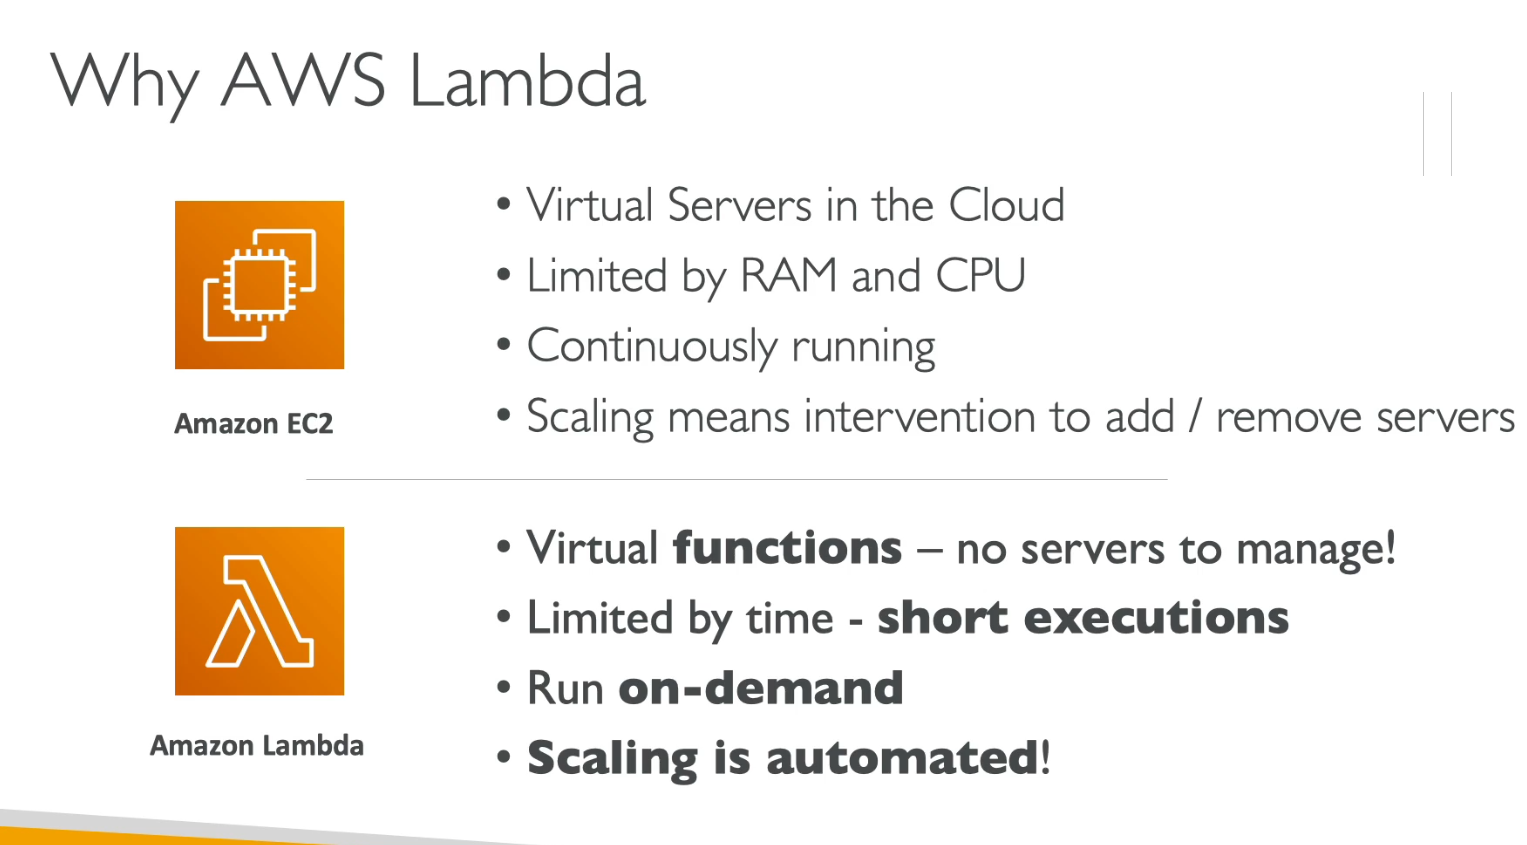 Why AWS Lambda
• Virtual Servers in the Cloud
• Limited by RAM and CPU
• Continuously running
• Scaling means intervention to add / remove servers
Amazon EC2
• Virtual functions – no servers to manage!
• Limited by time - short executions
• Run on-demand
• Scaling is automated!
Amazon Lambda